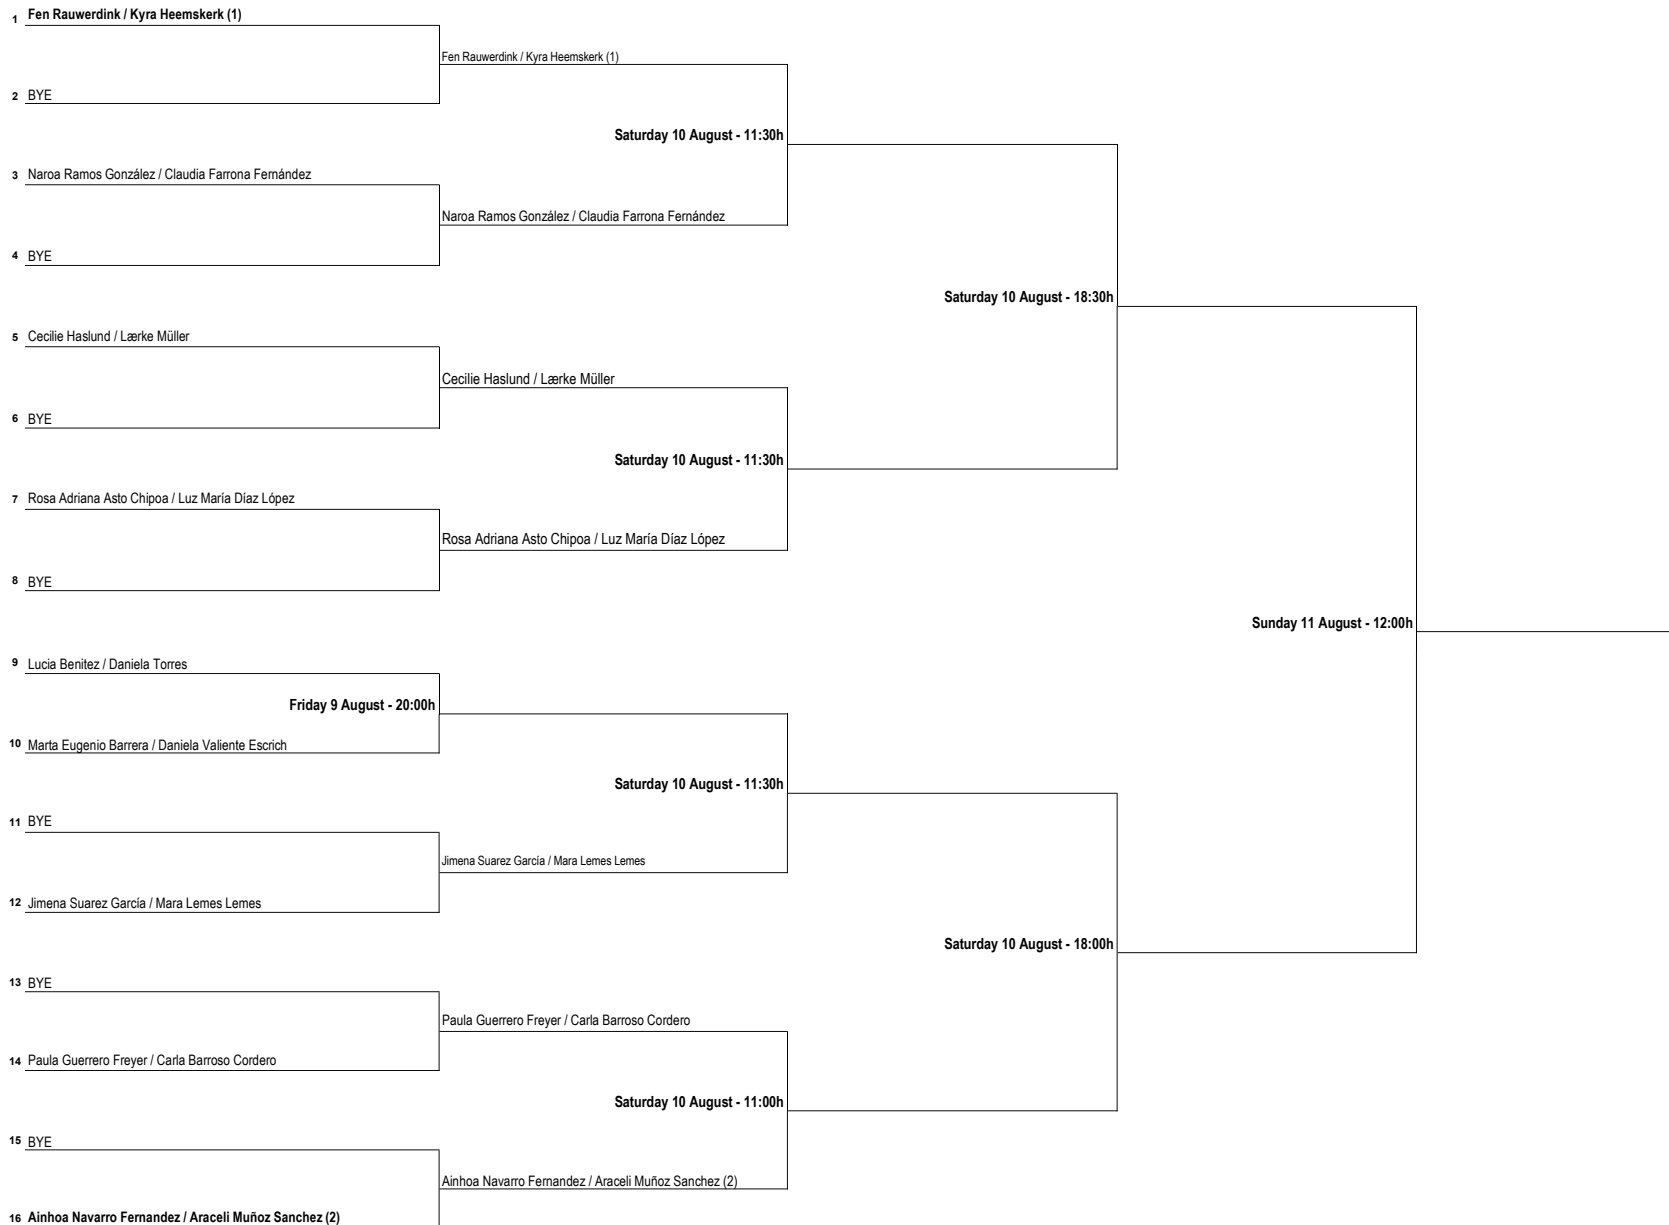 1 Fen Rauwerdink / Kyra Heemskerk (1)
Fen Rauwerdink / Kyra Heemskerk (1)
2 BYE
Saturday 10 August - 11:30h
3 Naroa Ramos González / Claudia Farrona Fernández
Naroa Ramos González / Claudia Farrona Fernández
4 BYE
Saturday 10 August - 18:30h
5 Cecilie Haslund / Lærke Müller
Cecilie Haslund / Lærke Müller
6 BYE
Saturday 10 August - 11:30h
7 Rosa Adriana Asto Chipoa / Luz María Díaz López
Rosa Adriana Asto Chipoa / Luz María Díaz López
8 BYE
Sunday 11 August - 12:00h
9 Lucia Benitez / Daniela Torres
Friday 9 August - 20:00h
10 Marta Eugenio Barrera / Daniela Valiente Escrich
Saturday 10 August - 11:30h
11 BYE
Jimena Suarez García / Mara Lemes Lemes
12 Jimena Suarez García / Mara Lemes Lemes
Saturday 10 August - 18:00h
13 BYE
Paula Guerrero Freyer / Carla Barroso Cordero
14 Paula Guerrero Freyer / Carla Barroso Cordero
Saturday 10 August - 11:00h
15 BYE
Ainhoa Navarro Fernandez / Araceli Muñoz Sanchez (2)
16 Ainhoa Navarro Fernandez / Araceli Muñoz Sanchez (2)